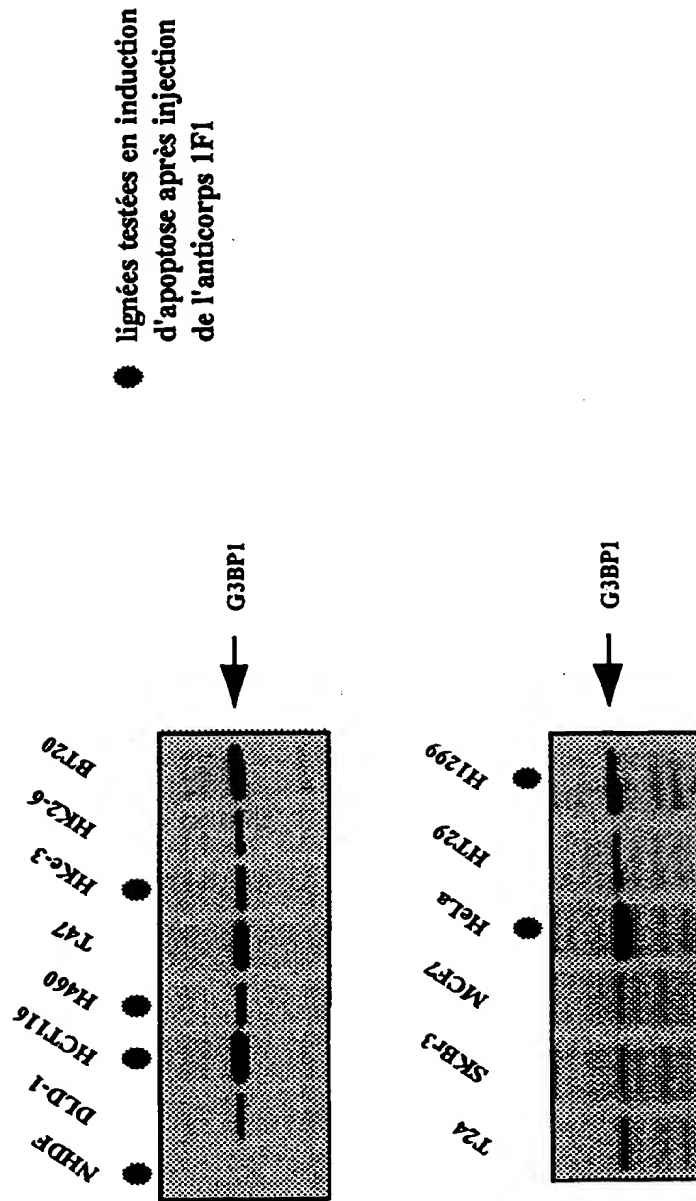 lignées testées en induction
d'apoptose après injection
de l'anticorps 1F1
NHDF
DLD-1
HCT116
H460
T47
HKe-3
HK2-6
BT20
G3BP1
T24
SKBr3
MCF7
HeLa
HT29
H1299
G3BP1